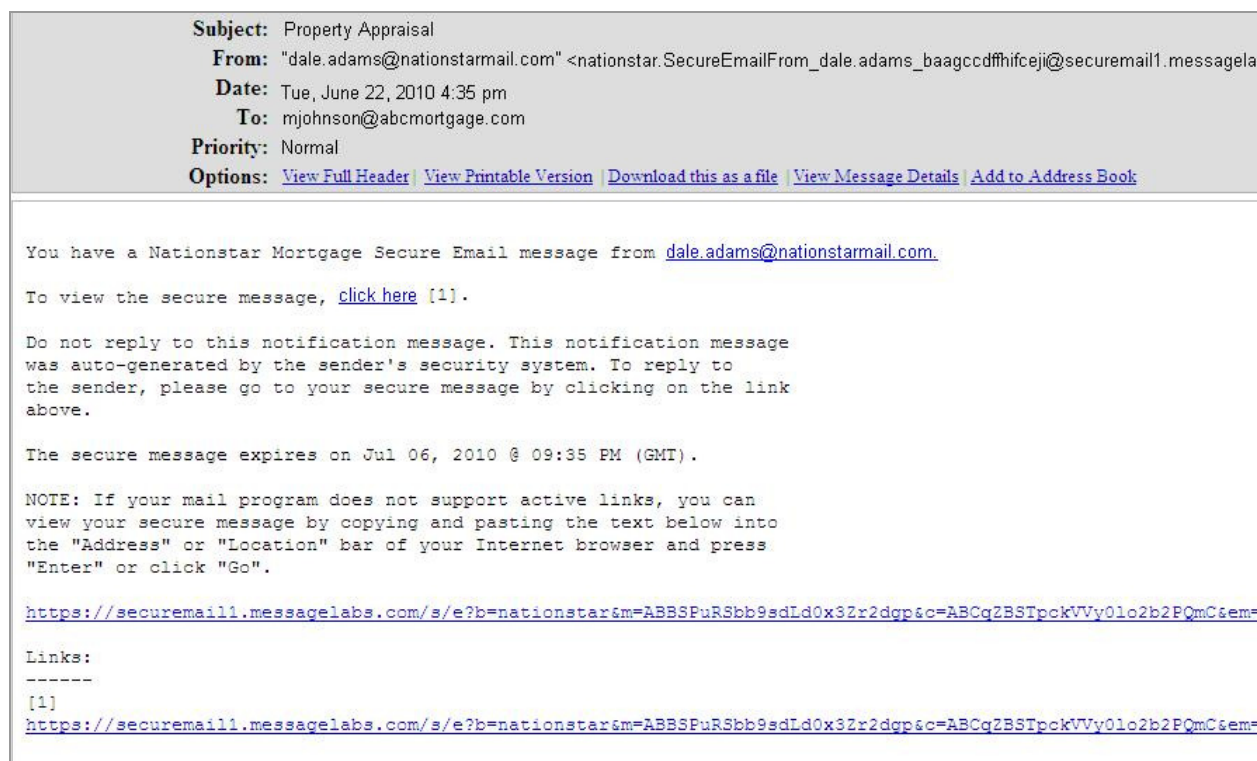 Subject: Property Appraisal
From: "dale.adams@nationstarmail.com" <nationstar.SecureEmailFrom_dale.adams_baagccdffhifceji@securemail1.messagela
Date: Tue, June 22, 2010 4:35 pm
To: mjohnson@abcmortgage.com
Priority: Normal
Options: View Full Header | View Printable Version | Download this as a file | View Message Details | Add to Address Book
You have a Nationstar Mortgage Secure Email message from dale.adams@nationstarmail.com.
To view the secure message, click here [1].
Do not reply to this notification message. This notification message
was auto-generated by the sender's security system. To reply to
the sender, please go to your secure message by clicking on the link
above.
The secure message expires on Jul 06, 2010 @ 09:35 PM (GMT).
NOTE: If your mail program does not support active links, you can
view your secure message by copying and pasting the text below into
the "Address" or "Location" bar of your Internet browser and press
"Enter" or click "Go".
https://securemail1.messagelabs.com/s/e?b=nationstar&m=ABBSPuRSbb9sdLd0x3Zr2dgp&c=ABCqZBSTpckVVy0lo2b2PQmC&em=
Links:
------
[1]
https://securemail1.messagelabs.com/s/e?b=nationstar&m=ABBSPuRSbb9sdLd0x3Zr2dgp&c=ABCqZBSTpckVVy0lo2b2PQmC&em=